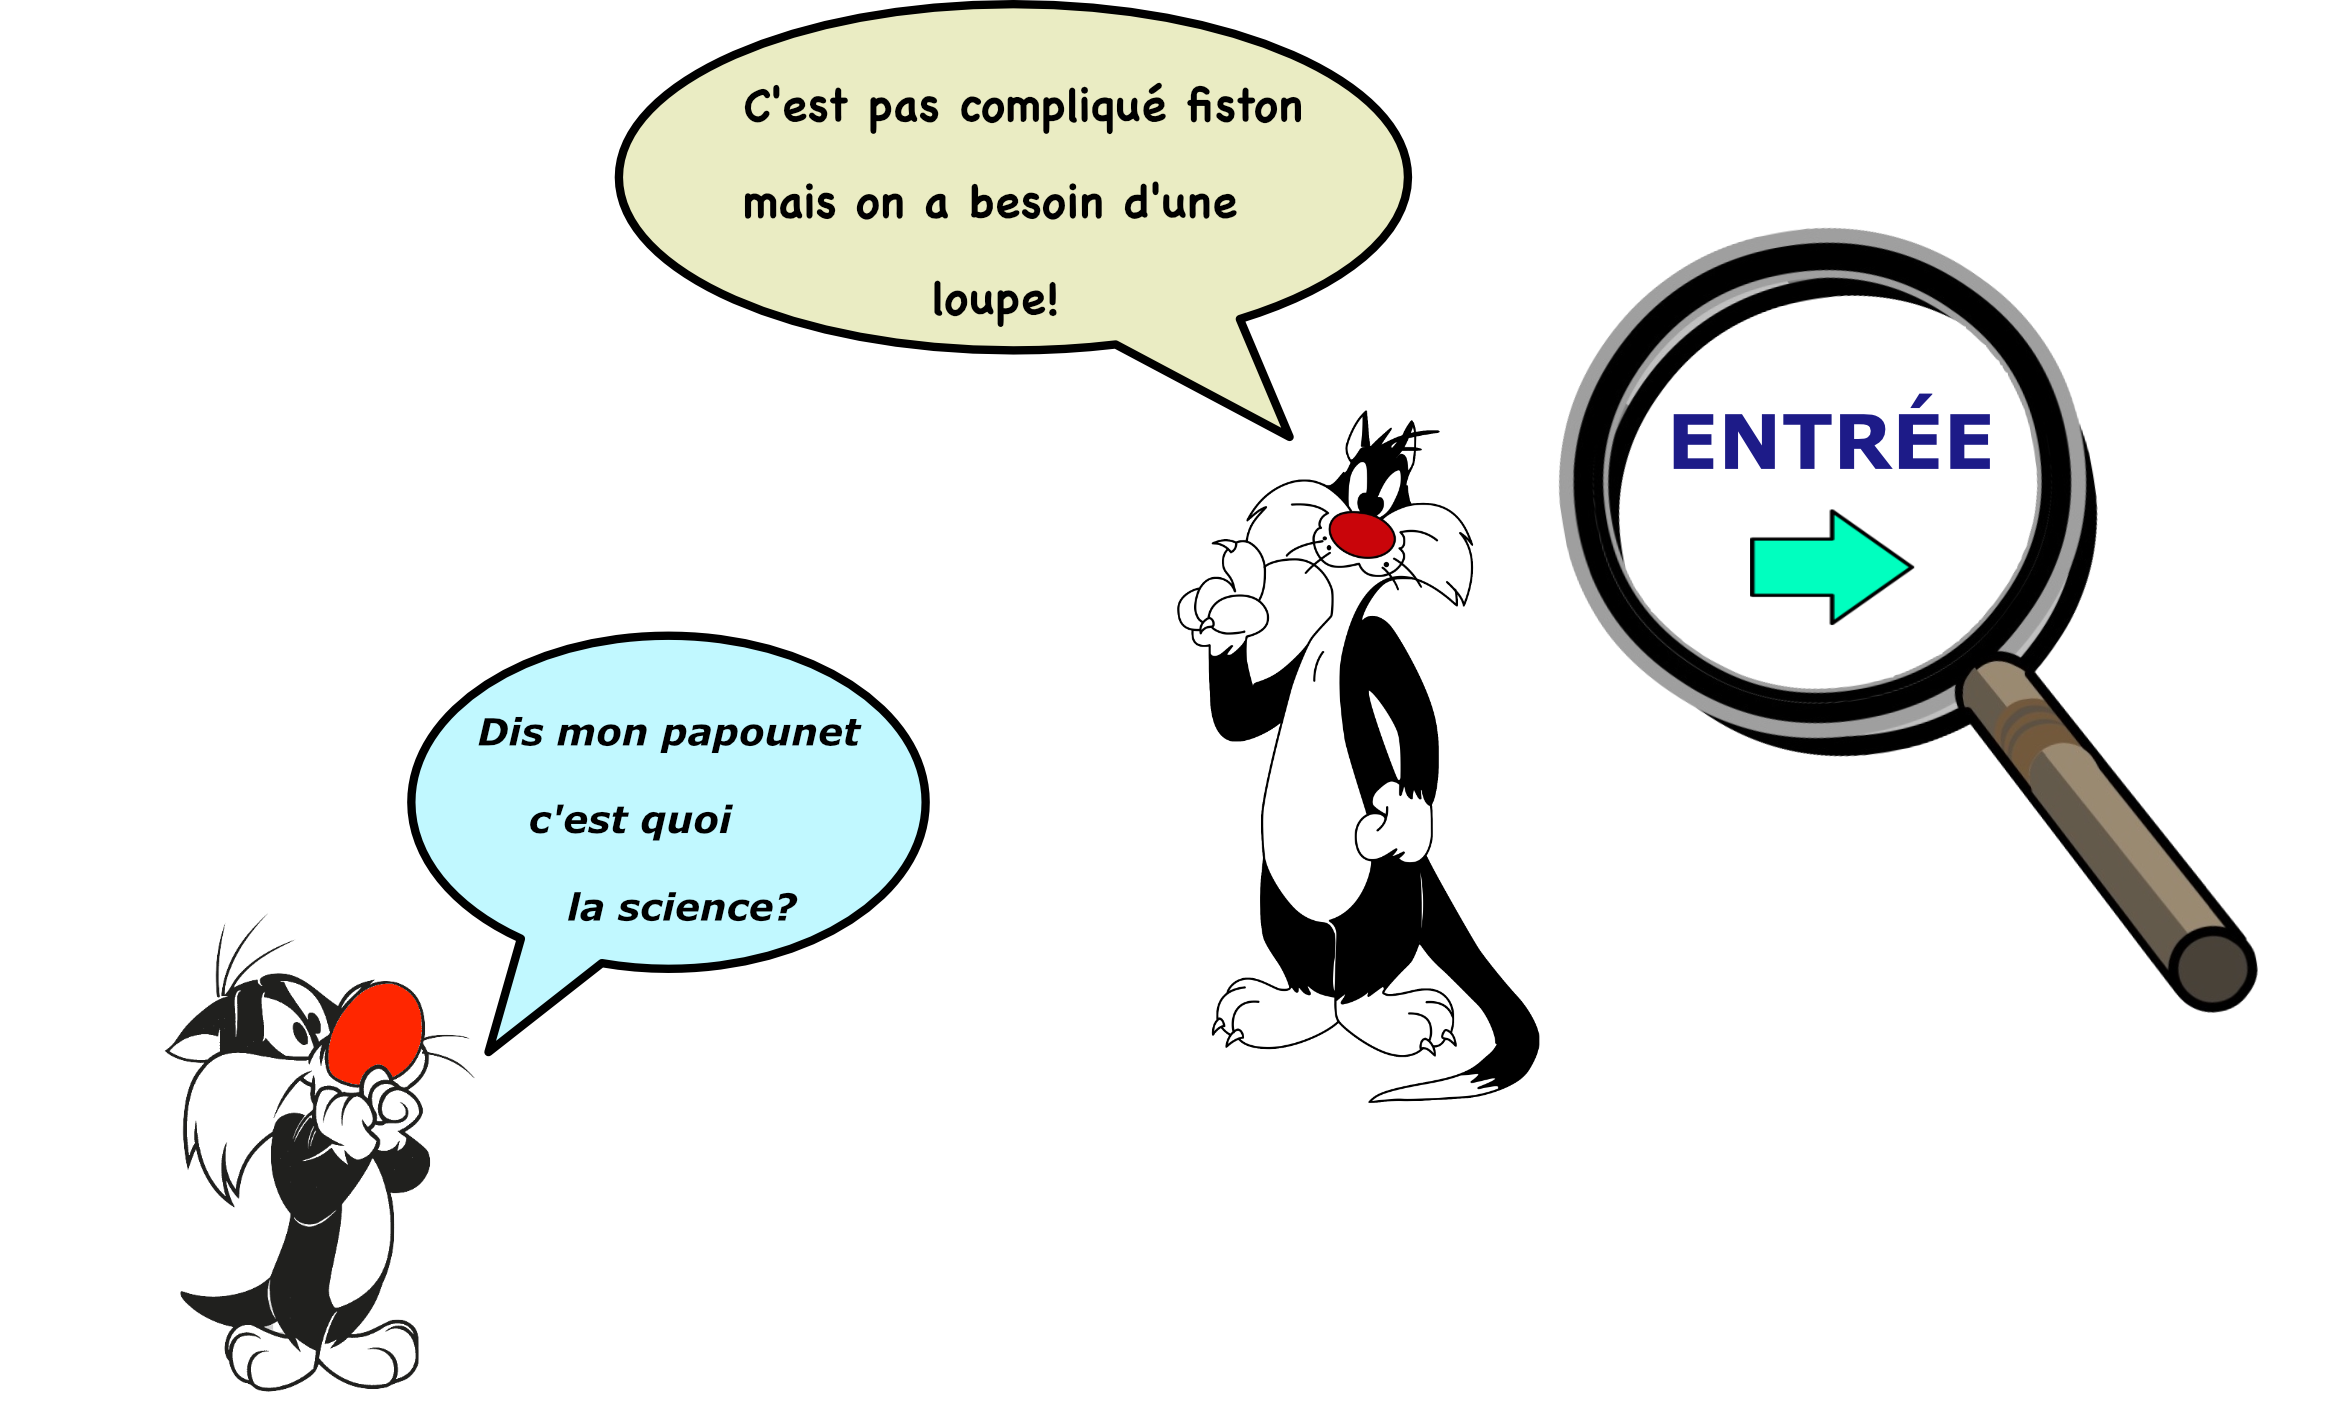 C'est pas compliqué fiston
mais on a besoin d'une
loupe!
ENTRÉE
Dis mon papounet
c'est quoi
la science?